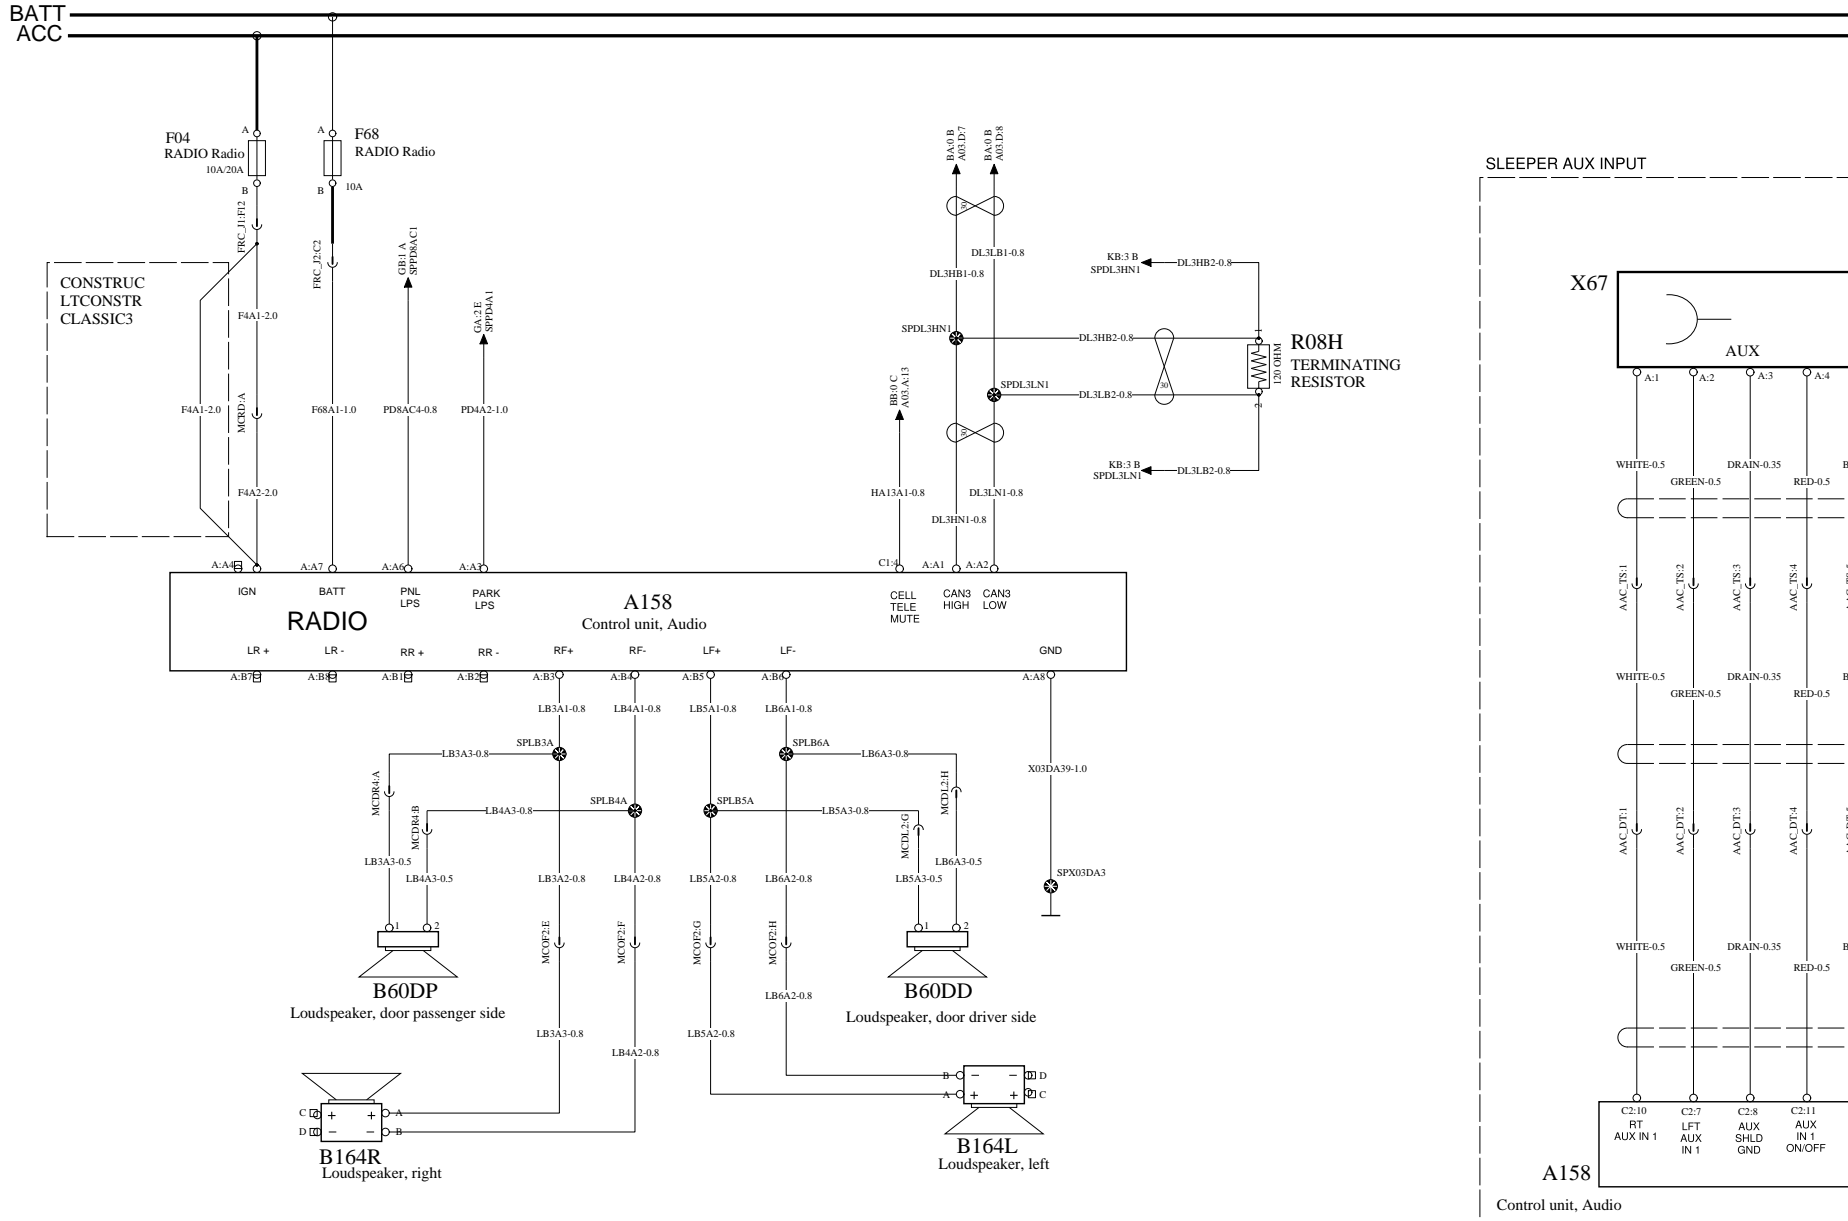 BATT
ACC
F04
RADIO Radio
10A/20A
A
B
F68
RADIO Radio
10A
A
B
FRC_J1:F12
FRC_J2:C2
CONSTRUC
LTCONSTR
CLASSIC3
F4A1-2.0
F4A1-2.0
MCRD:A
F4A2-2.0
F68A1-1.0
GB:1 A
SPPD8AC1
PD8AC4-0.8
GA:2 E
SPPD4A1
PD4A2-1.0
BB:0 C
A03.A:13
HA13A1-0.8
BA:0 B
A03.D:7
BA:0 B
A03.D:8
30
DL3LB1-0.8
DL3HB1-0.8
SPDL3HN1
SPDL3LN1
30
DL3LN1-0.8
DL3HN1-0.8
KB:3 B
SPDL3HN1
DL3HB2-0.8
DL3HB2-0.8
30
DL3LB2-0.8
KB:3 B
SPDL3LN1
DL3LB2-0.8
1
2
120 OHM
R08H
TERMINATING
RESISTOR
A:A4
A:A7
A:A6
A:A3
C1:4
A:A1
A:A2
IGN
BATT
PNL
LPS
PARK
LPS
CELL
TELE
MUTE
CAN3
HIGH
CAN3
LOW
RADIO
A158
Control unit, Audio
LR +
LR -
RR +
RR -
RF+
RF-
LF+
LF-
GND
A:B7
A:B8
A:B1
A:B2
A:B3
A:B4
A:B5
A:B6
A:A8
LB3A1-0.8
LB4A1-0.8
LB5A1-0.8
LB6A1-0.8
SPLB3A
SPLB4A
SPLB5A
SPLB6A
LB3A3-0.8
LB4A3-0.8
LB5A3-0.8
LB6A3-0.8
MCDR4:A
MCDR4:B
MCDL2:G
MCDL2:H
LB3A3-0.5
LB4A3-0.5
LB5A3-0.5
LB6A3-0.5
LB3A2-0.8
LB4A2-0.8
LB5A2-0.8
LB6A2-0.8
X03DA39-1.0
SPX03DA3
1
2
B60DP
Loudspeaker, door passenger side
1
2
B60DD
Loudspeaker, door driver side
MCOF2:E
MCOF2:F
MCOF2:G
MCOF2:H
LB6A2-0.8
LB3A3-0.8
LB5A2-0.8
LB4A2-0.8
C
D
+
+
−
−
A
B
B164R
Loudspeaker, right
B
A
−
−
+
+
D
C
B164L
Loudspeaker, left
SLEEPER AUX INPUT
X67
AUX
A:1
A:2
A:3
A:4
WHITE-0.5
GREEN-0.5
DRAIN-0.35
RED-0.5
B
AAC_TS:1
AAC_TS:2
AAC_TS:3
AAC_TS:4
WHITE-0.5
GREEN-0.5
DRAIN-0.35
RED-0.5
B
AAC_DT:1
AAC_DT:2
AAC_DT:3
AAC_DT:4
WHITE-0.5
GREEN-0.5
DRAIN-0.35
RED-0.5
B
C2:10
C2:7
C2:8
C2:11
RT
AUX IN 1
LFT
AUX
IN 1
AUX
SHLD
GND
AUX
IN 1
ON/OFF
A158
Control unit, Audio